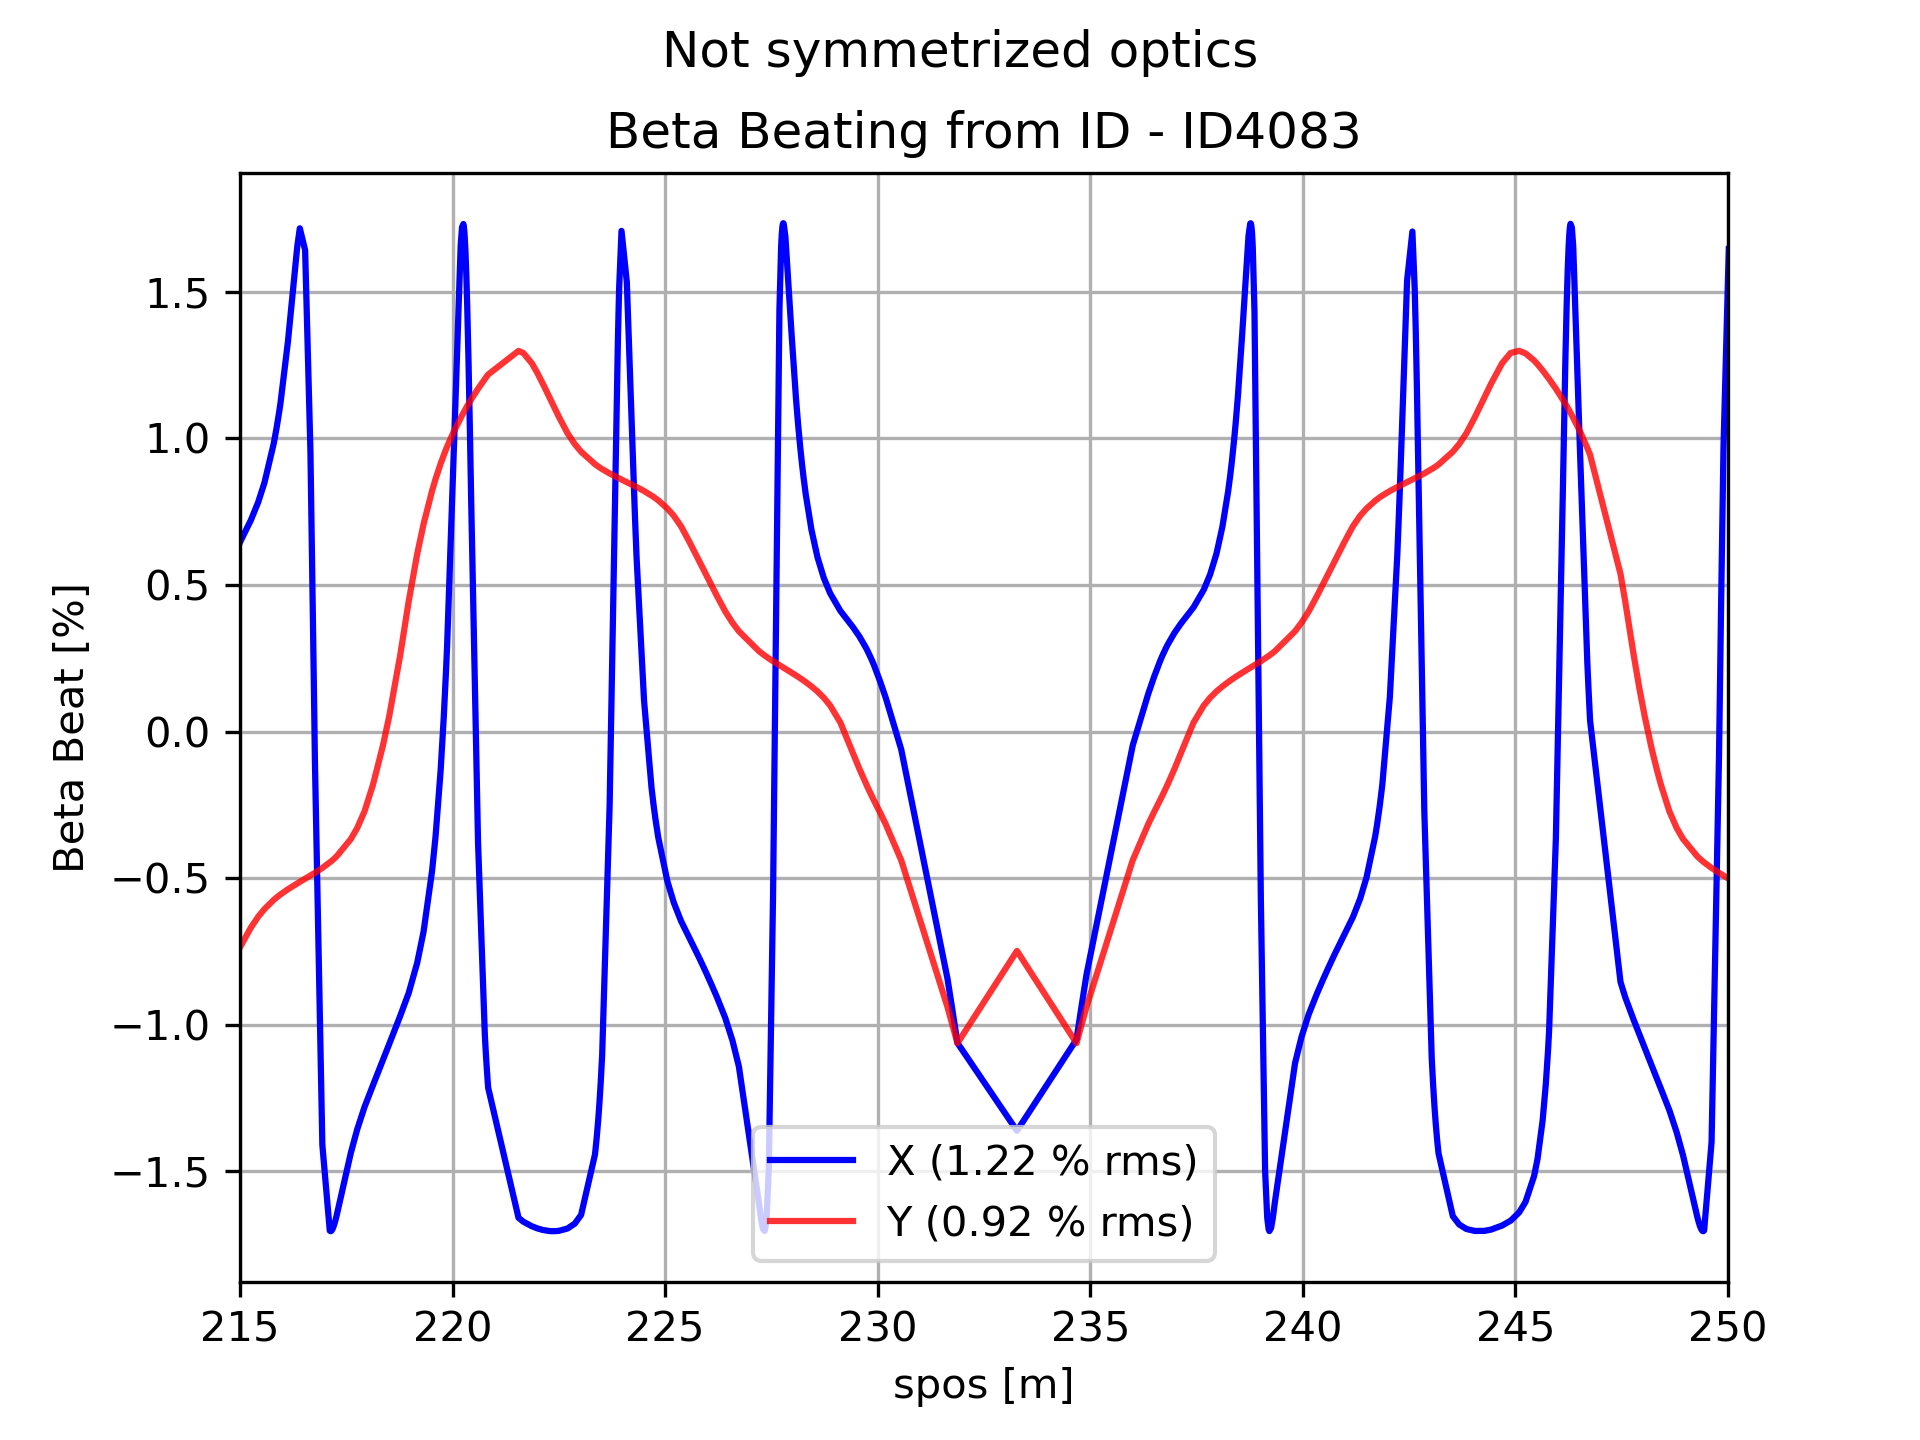 Not symmetrized optics
Beta Beating from ID - ID4083
Beta Beat [%]
1.5
1.0
0.5
0.0
−0.5
−1.0
−1.5
X (1.22 % rms)
Y (0.92 % rms)
215 220 225 230 235 240 245 250
spos [m]